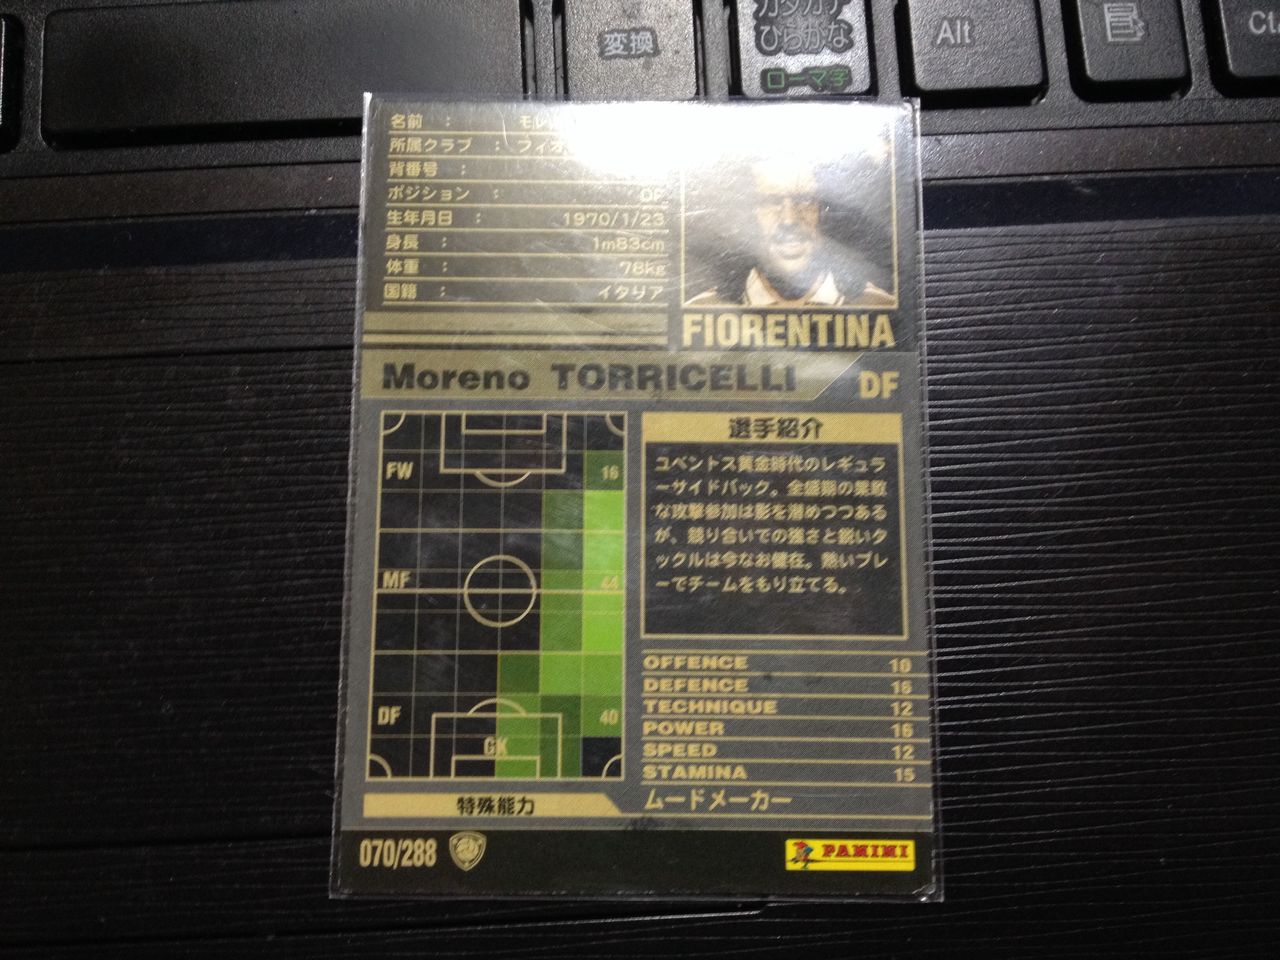 変換
カタカナ
ひらがな
ローマ字
Alt
名前 :
所属クラブ :
背番号 :
ポジション : DF
生年月日 : 1970/1/23
身長 : 1m83cm
体重 : 78kg
国籍 : イタリア
FIORENTINA
Moreno TORRICELLI DF
FW 16
MF 44
DF 40
GK
選手紹介
ユベントス黄金時代のレギュラ
ーサイドバック。全盛期の果敢
な攻撃参加は影を潜めつつある
が、競り合いでの強さと鋭いタ
ックルは今なお健在。熱いプレ
ーでチームをもり立てる。
OFFENCE 10
DEFENCE
TECHNIQUE 12
POWER 16
SPEED 12
STAMINA 15
特殊能力 ムードメーカー
070/288
PANINI